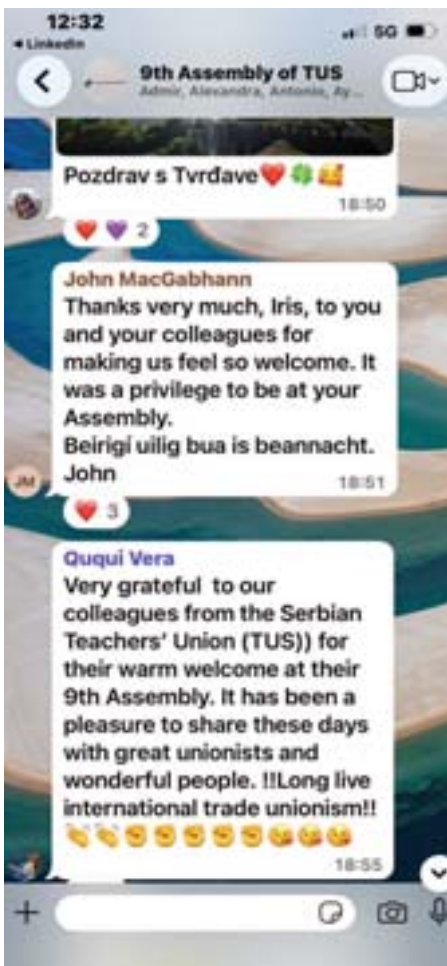 12:32
5G
◂ LinkedIn
9th Assembly of TUS
Admir, Alexandra, Antonio, Ay...
Pozdrav s Tvrđave❤️🍀🥰
18:50
❤️ 💜 2
John MacGabhann
Thanks very much, Iris, to you
and your colleagues for
making us feel so welcome. It
was a privilege to be at your
Assembly.
Beirigí uilig bua is beannacht.
John
18:51
JM
❤️ 3
Ququi Vera
Very grateful to our
colleagues from the Serbian
Teachers' Union (TUS)) for
their warm welcome at their
9th Assembly. It has been a
pleasure to share these days
with great unionists and
wonderful people. !!Long live
international trade unionism!!
👏👏✊✊✊✊✊😘😘😘
18:55